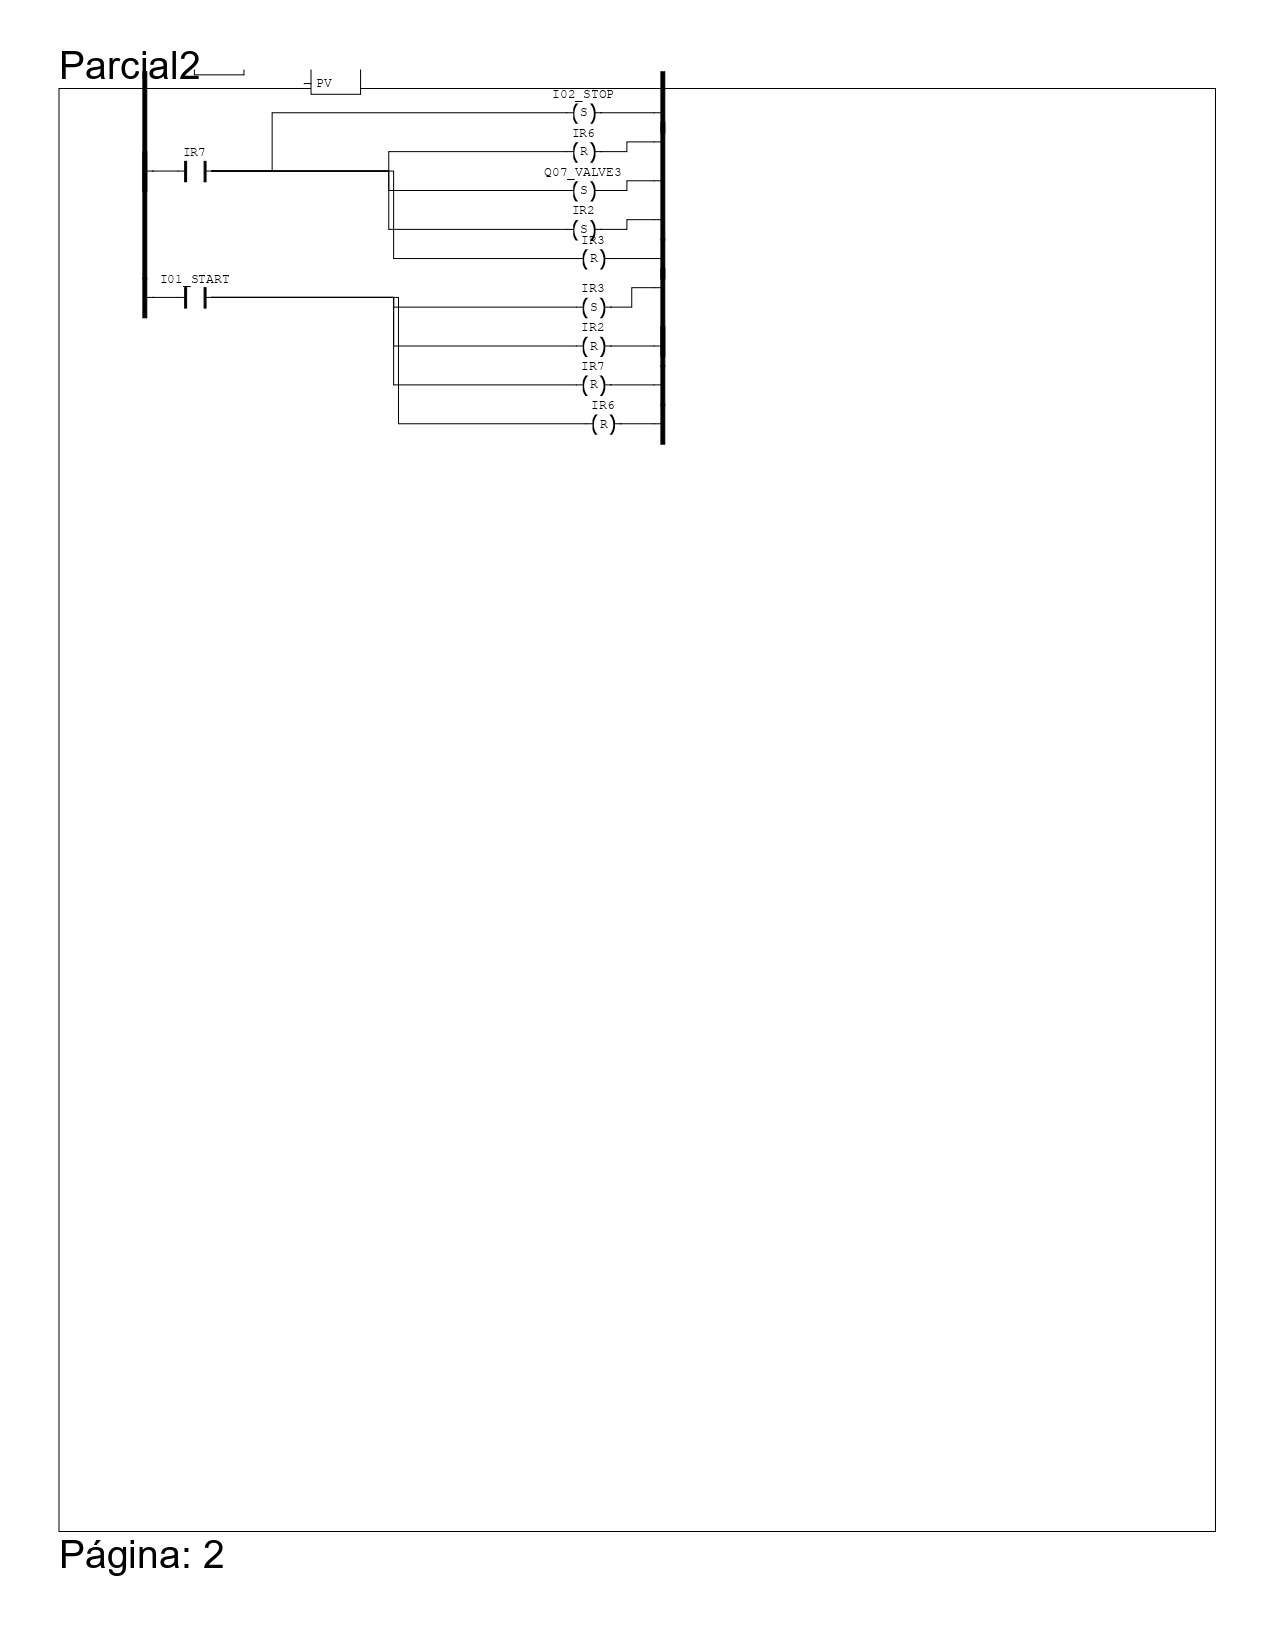 Parcial2
PV
I02_STOP
(S)
IR6
(R)
IR7
Q07_VALVE3
(S)
IR2
(S)
IR3
(R)
I01_START
IR3
(S)
IR2
(R)
IR7
(R)
IR6
(R)
Página: 2